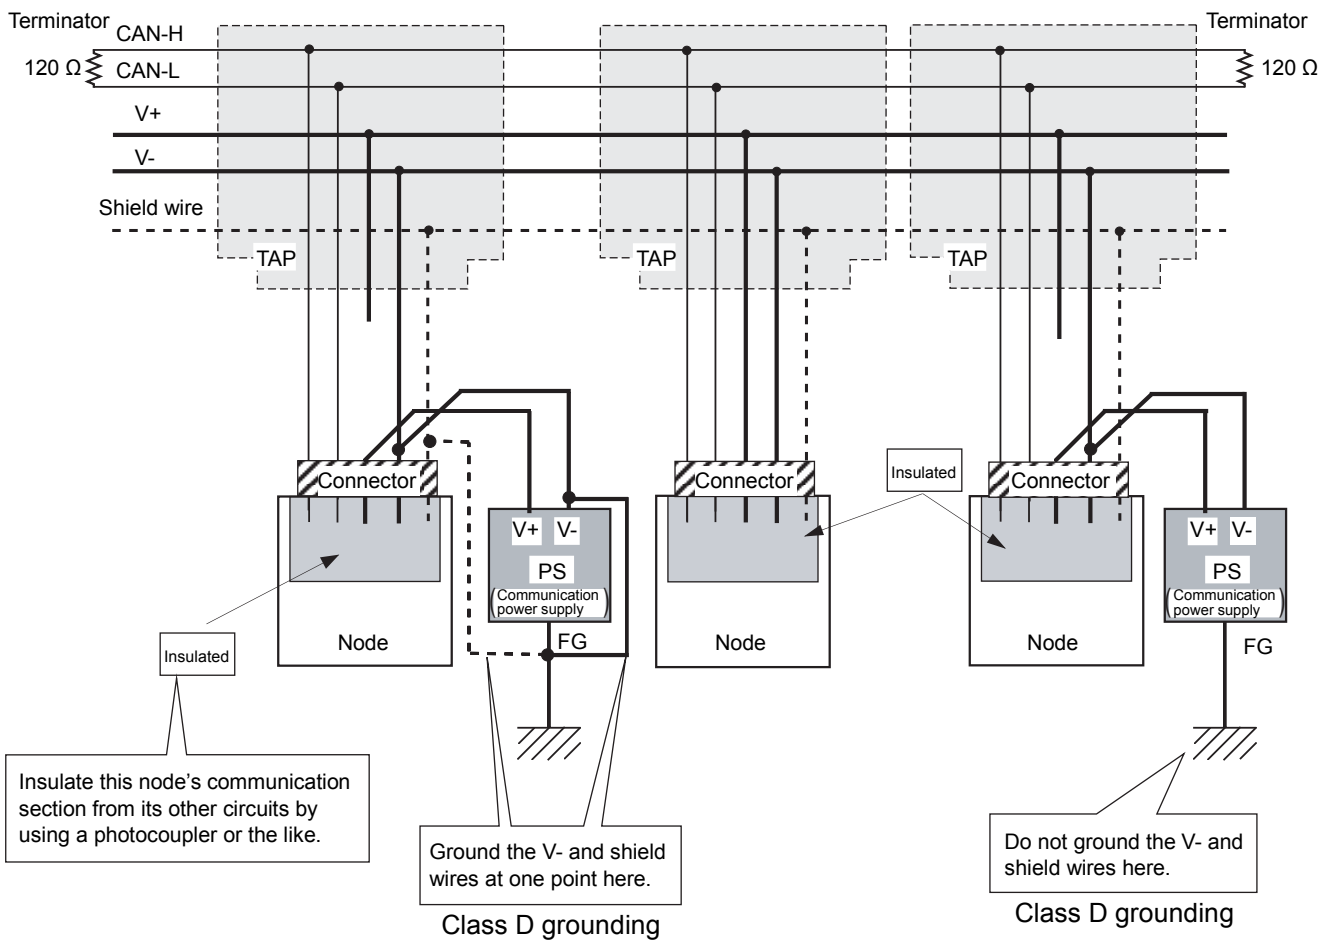 Terminator
Terminator
CAN-H
120 Ω
120 Ω
CAN-L
V+
V-
Shield wire
TAP
TAP
TAP
Connector
Connector
Insulated
Connector
V+ V-
V+ V-
PS
PS
(Communication
power supply)
(Communication
power supply)
Node
FG
Node
Node
FG
Insulated
Insulate this node's communication
section from its other circuits by
using a photocoupler or the like.
Ground the V- and shield
wires at one point here.
Class D grounding
Do not ground the V- and
shield wires here.
Class D grounding